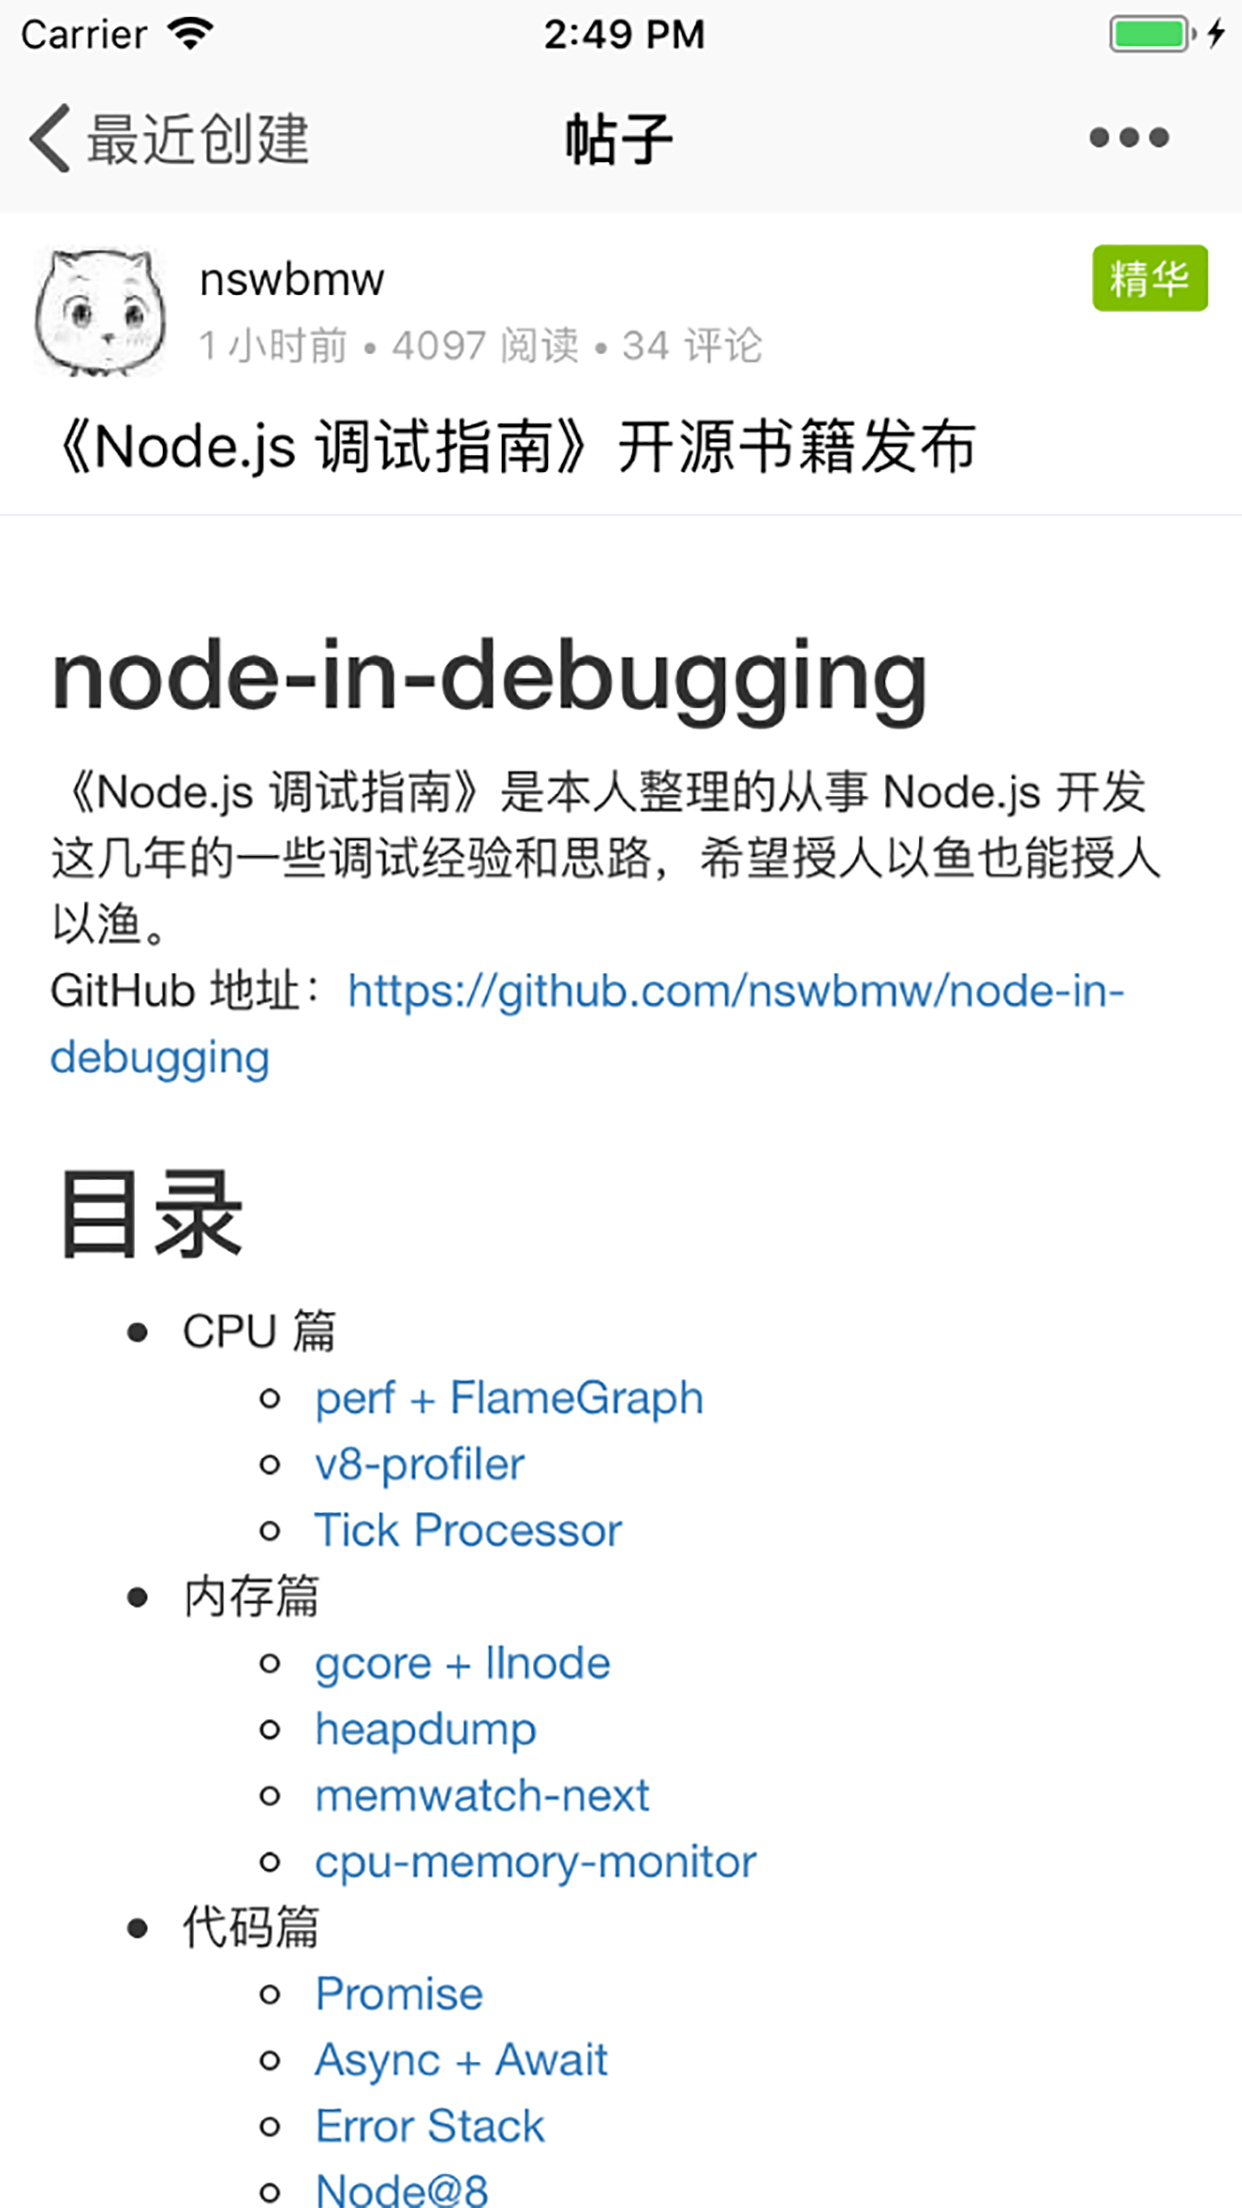 Carrier 2:49 PM
最近创建 帖子
nswbmw 精华
1 小时前 • 4097 阅读 • 34 评论
《Node.js 调试指南》开源书籍发布
node-in-debugging
《Node.js 调试指南》是本人整理的从事 Node.js 开发
这几年的一些调试经验和思路，希望授人以鱼也能授人
以渔。
GitHub 地址：https://github.com/nswbmw/node-in-
debugging
目录
CPU 篇
perf + FlameGraph
v8-profiler
Tick Processor
内存篇
gcore + llnode
heapdump
memwatch-next
cpu-memory-monitor
代码篇
Promise
Async + Await
Error Stack
Node@8